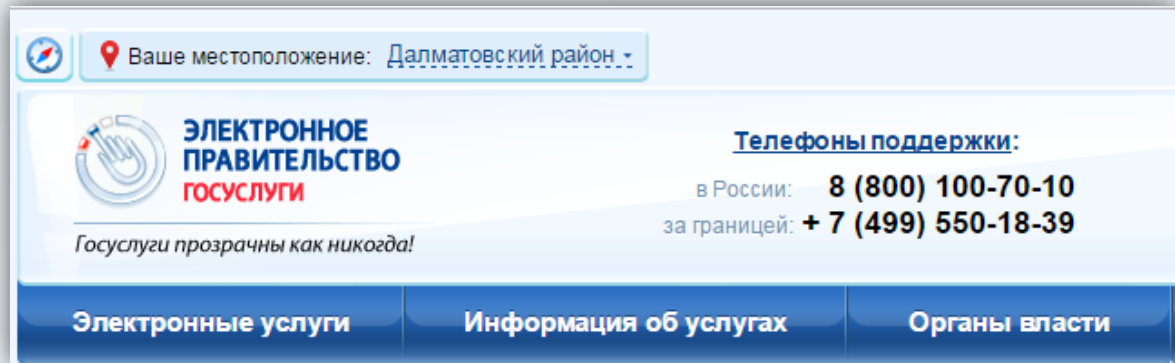 Ваше местоположение: Далматовский район
ЭЛЕКТРОННОЕ
ПРАВИТЕЛЬСТВО
ГОСУСЛУГИ
Госуслуги прозрачны как никогда!
Телефоны поддержки:
в России: 8 (800) 100-70-10
за границей: + 7 (499) 550-18-39
Электронные услуги
Информация об услугах
Органы власти